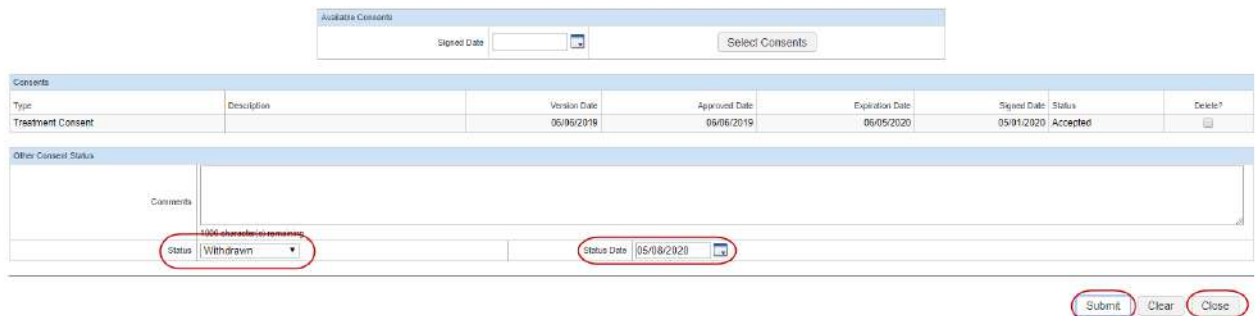 Available Consents
Signed Date Select Consents
Consents
Type Description Version Date Approved Date Expiration Date Signed Date Status Delete?
Treatment Consent 06/06/2019 06/06/2019 06/05/2020 05/01/2020 Accepted
Other Consent Status
Comments
character(s) remaining
Status Withdrawn Status Date 05/08/2020
Submit Clear Close